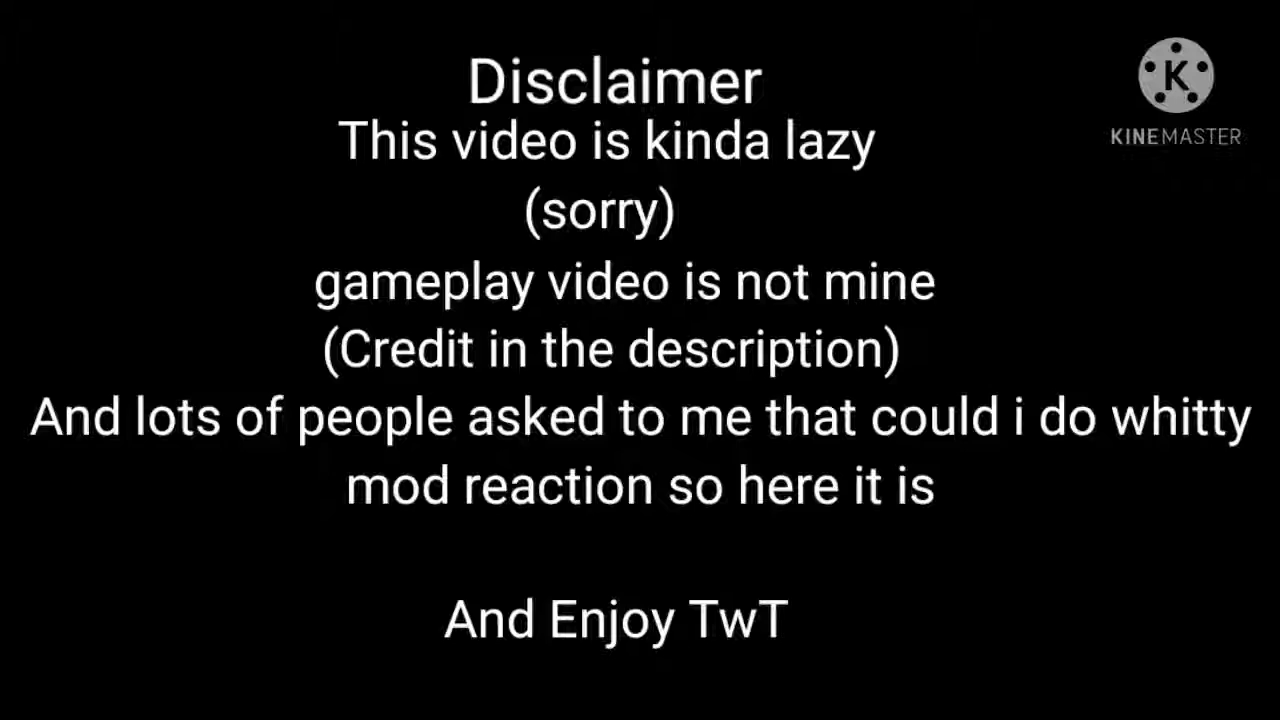 Disclaimer
K
KINEMASTER
This video is kinda lazy
(sorry)
gameplay video is not mine
(Credit in the description)
And lots of people asked to me that could i do whitty
mod reaction so here it is
And Enjoy TwT